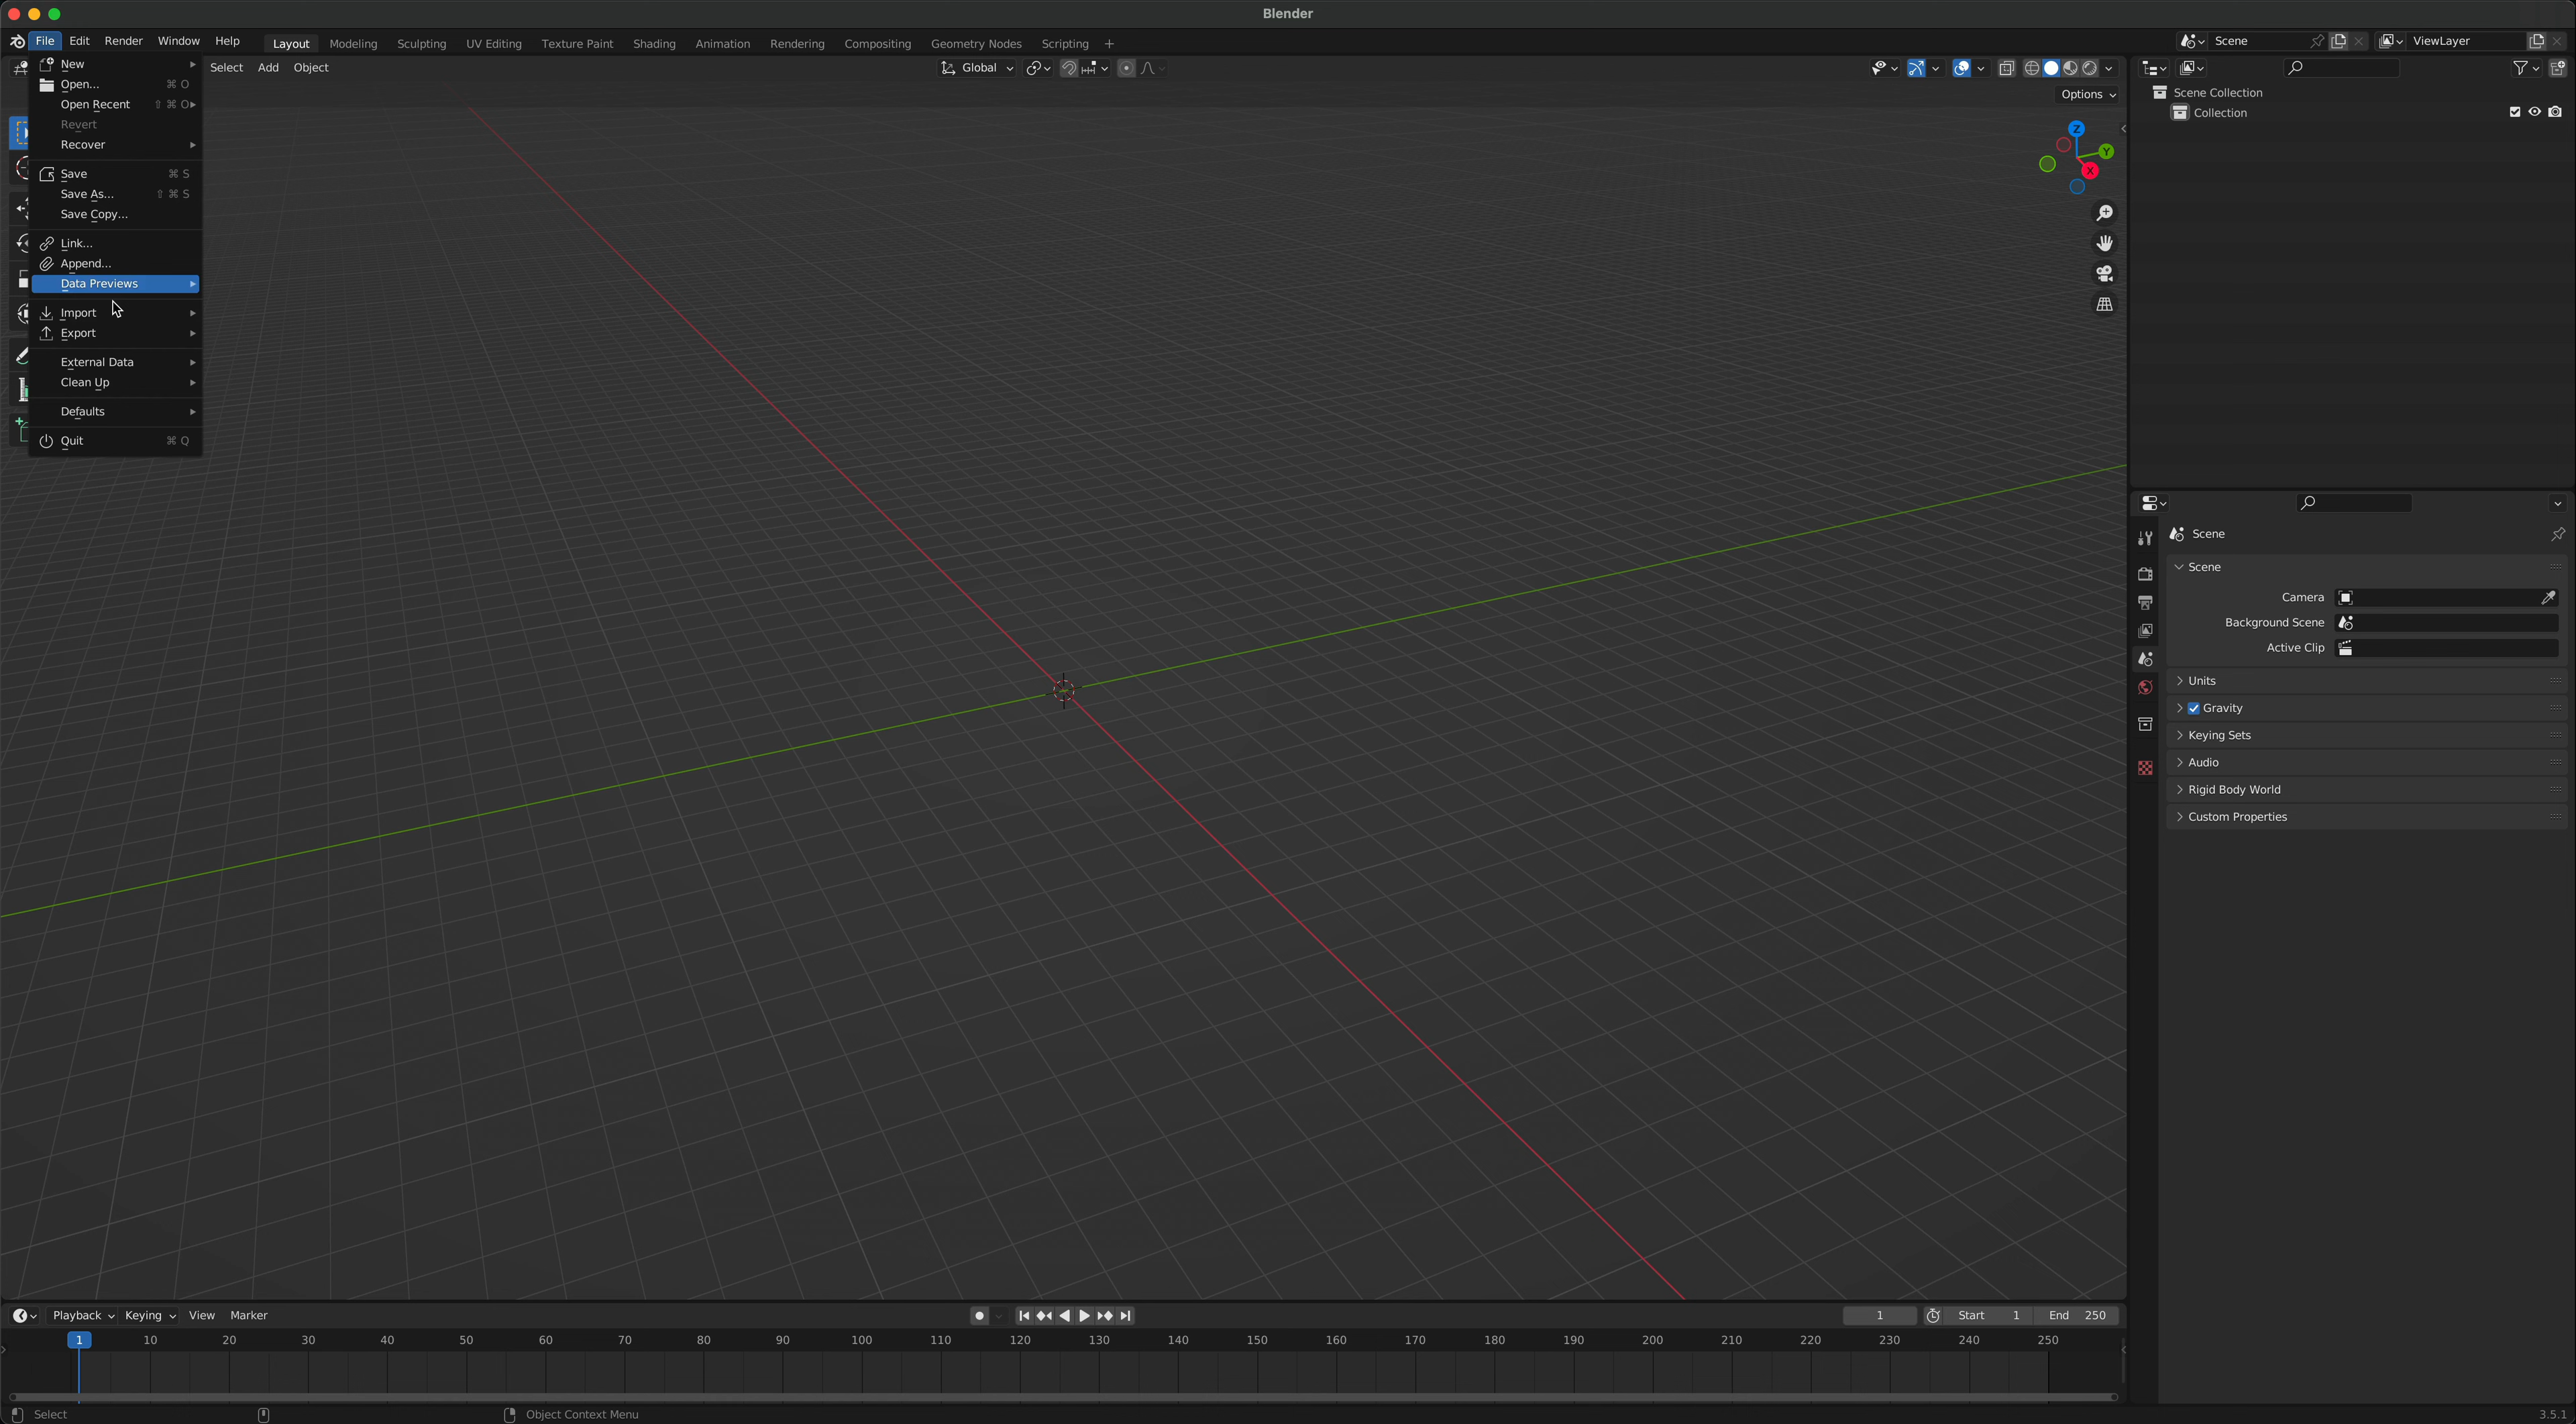 Blender
File Edit Render Window Help Layout Modeling Sculpting UV Editing Texture Paint Shading Animation Rendering Compositing Geometry Nodes Scripting + Scene ViewLayer
Select Add Object Global
Options
New
Open... ⌘ O
Open Recent ⇧ ⌘ O
Revert
Recover
Save ⌘ S
Save As... ⇧ ⌘ S
Save Copy...
Link...
Append...
Data Previews
Import
Export
External Data
Clean Up
Defaults
Quit ⌘ Q
Z
Y
X
Scene Collection
Collection
Scene
Scene
Camera
Background Scene
Active Clip
Units
Gravity
Keying Sets
Audio
Rigid Body World
Custom Properties
Playback Keying View Marker 1 Start 1 End 250
1 10 20 30 40 50 60 70 80 90 100 110 120 130 140 150 160 170 180 190 200 210 220 230 240 250
Select Object Context Menu 3.5.1